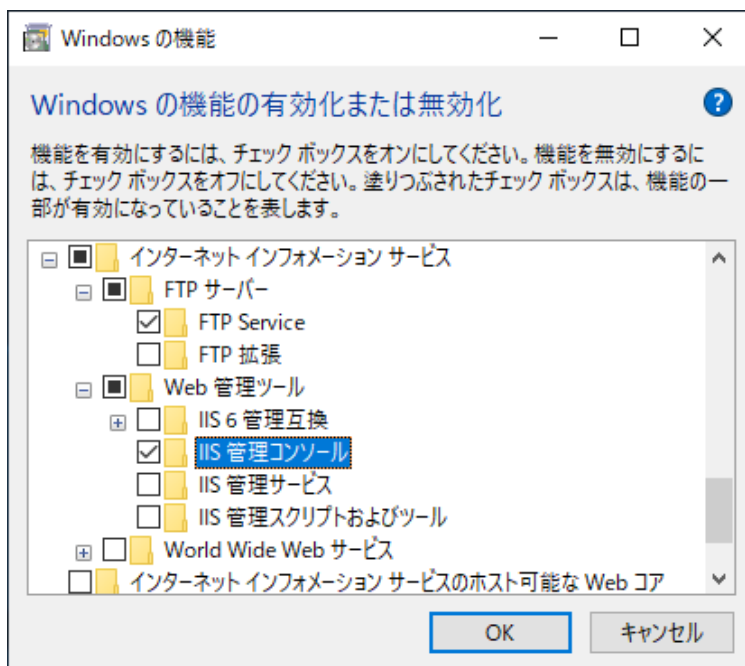 Windows の機能
Windows の機能の有効化または無効化
機能を有効にするには、チェック ボックスをオンにしてください。機能を無効にするに
は、チェック ボックスをオフにしてください。塗りつぶされたチェック ボックスは、機能の一
部が有効になっていることを表します。
インターネット インフォメーション サービス
FTP サーバー
FTP Service
FTP 拡張
Web 管理ツール
IIS 6 管理互換
IIS 管理コンソール
IIS 管理サービス
IIS 管理スクリプトおよびツール
World Wide Web サービス
インターネット インフォメーション サービスのホスト可能な Web コア
OK
キャンセル